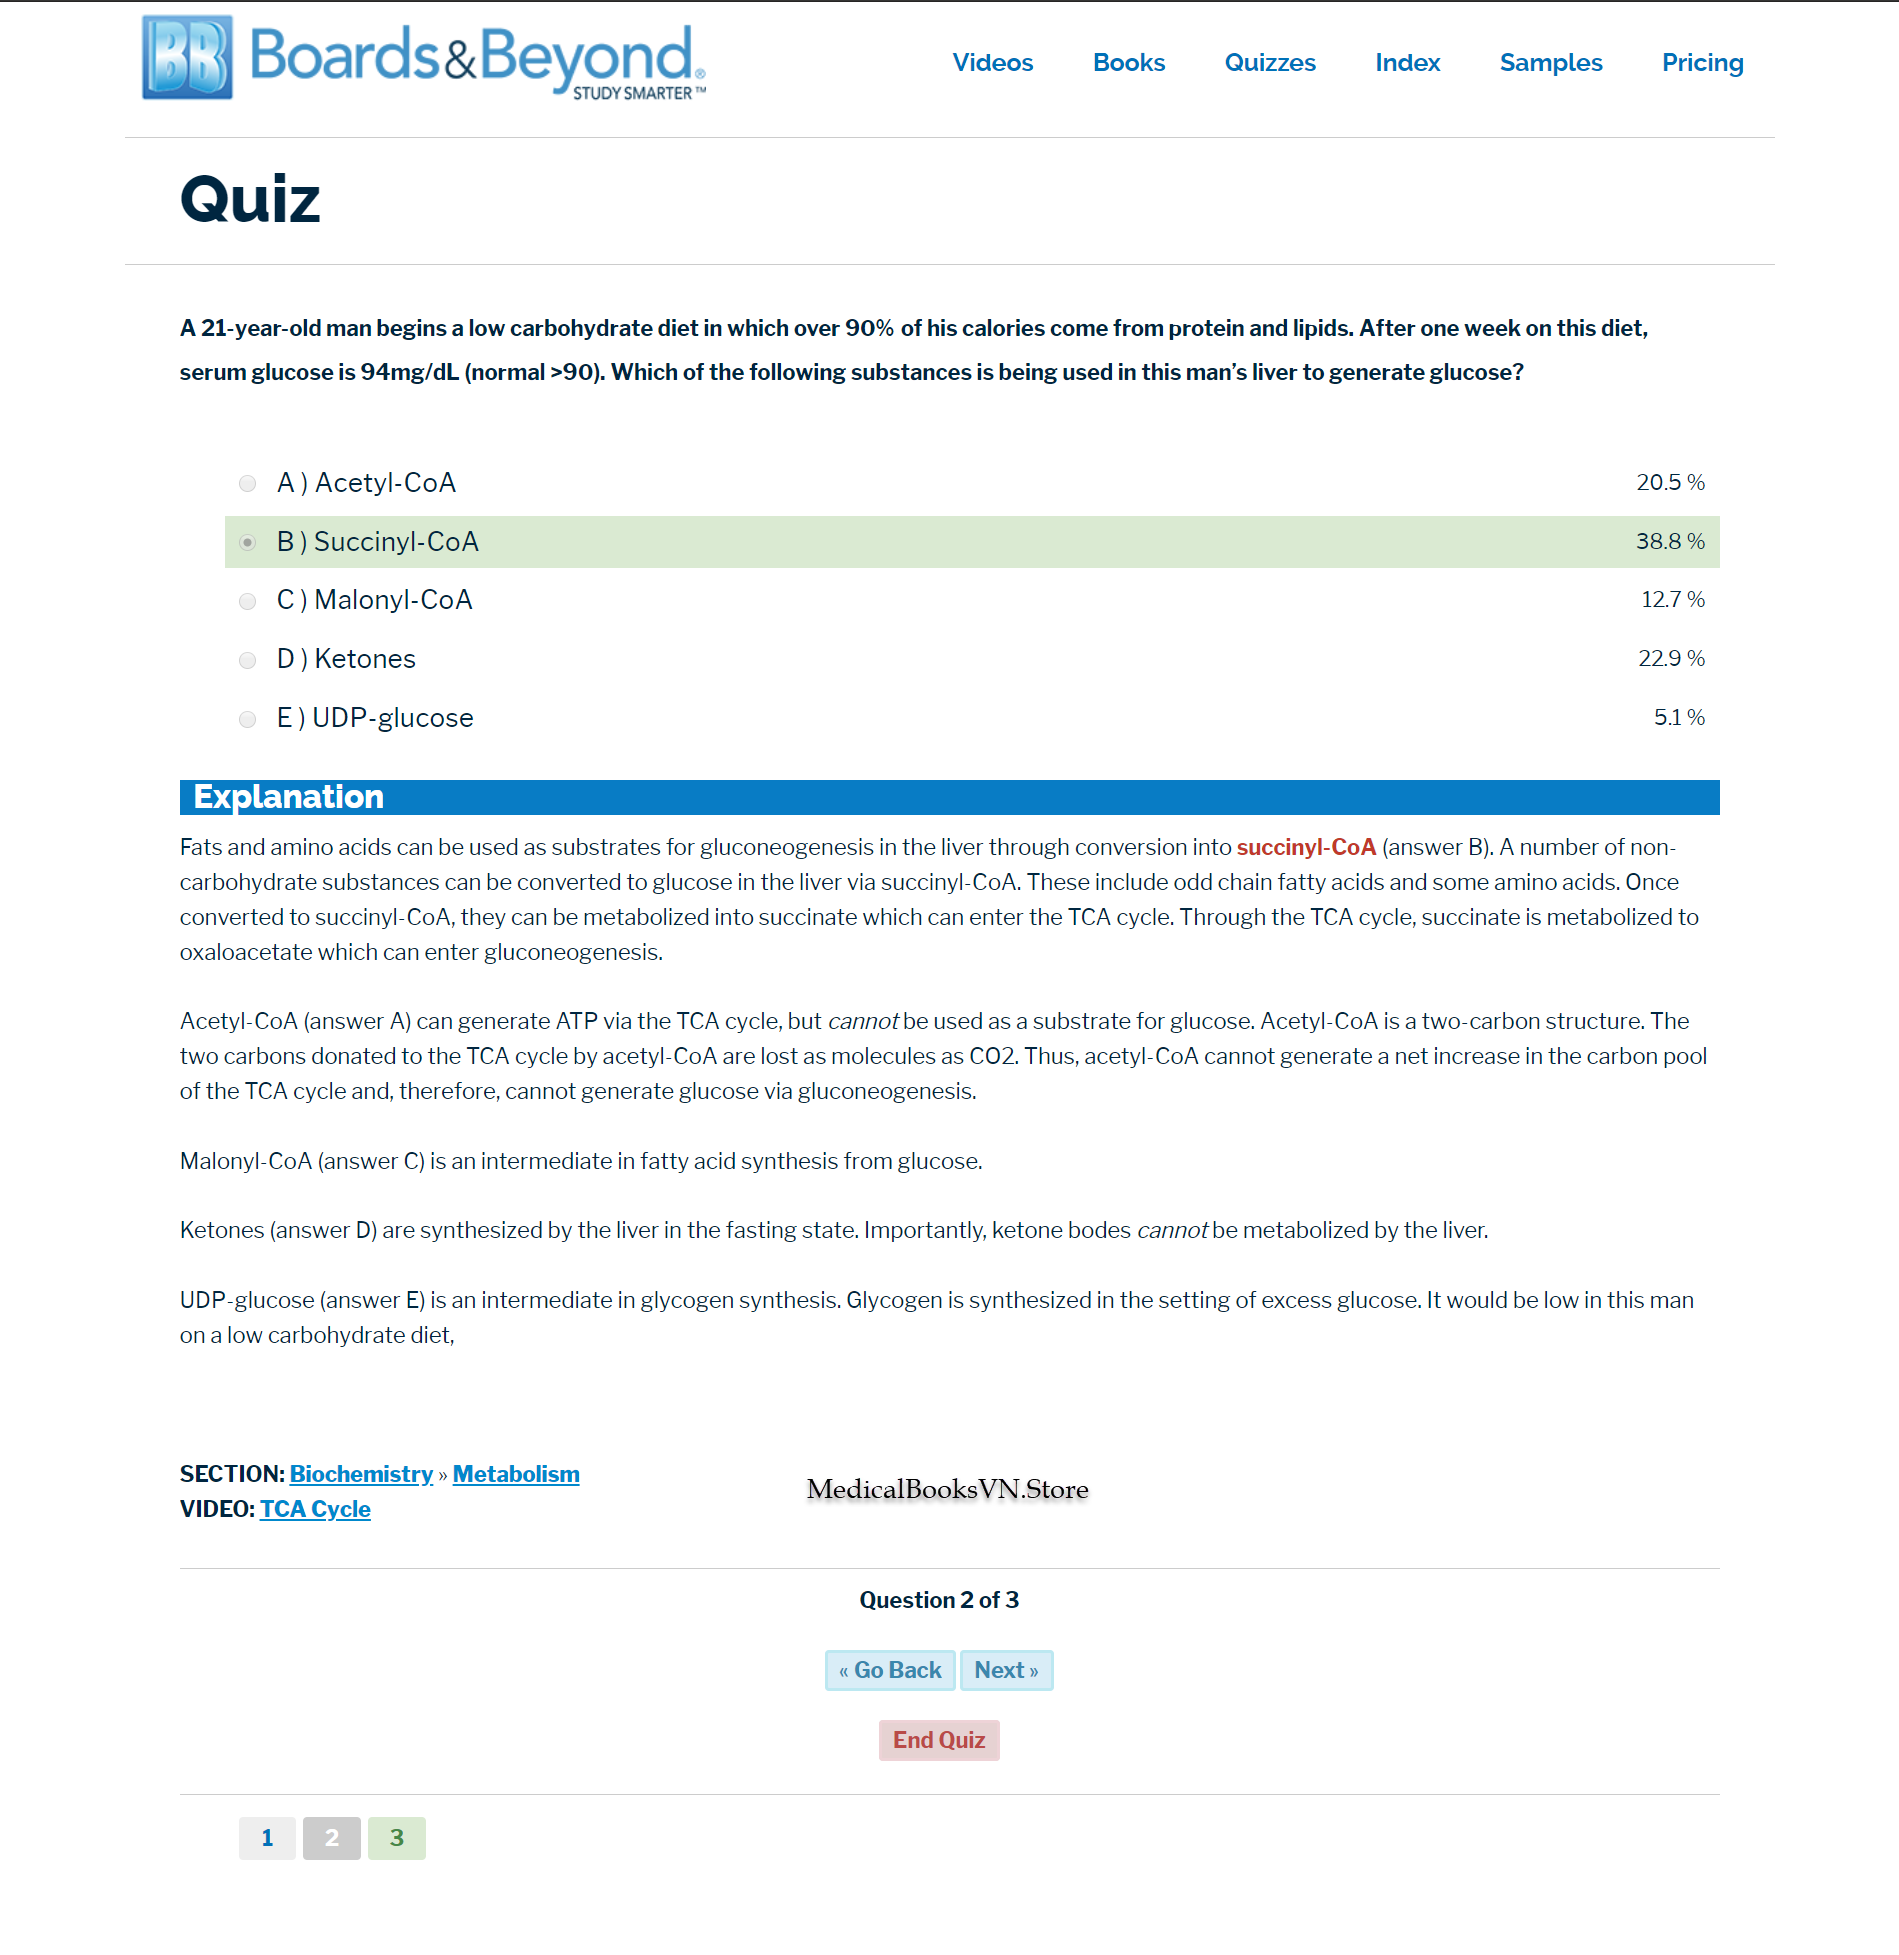 BB Boards&Beyond®
STUDY SMARTER™
Videos Books Quizzes Index Samples Pricing
Quiz
A 21-year-old man begins a low carbohydrate diet in which over 90% of his calories come from protein and lipids. After one week on this diet,
serum glucose is 94mg/dL (normal >90). Which of the following substances is being used in this man’s liver to generate glucose?
A ) Acetyl-CoA 20.5 %
B ) Succinyl-CoA 38.8 %
C ) Malonyl-CoA 12.7 %
D ) Ketones 22.9 %
E ) UDP-glucose 5.1 %
Explanation
Fats and amino acids can be used as substrates for gluconeogenesis in the liver through conversion into succinyl-CoA (answer B). A number of non-
carbohydrate substances can be converted to glucose in the liver via succinyl-CoA. These include odd chain fatty acids and some amino acids. Once
converted to succinyl-CoA, they can be metabolized into succinate which can enter the TCA cycle. Through the TCA cycle, succinate is metabolized to
oxaloacetate which can enter gluconeogenesis.
Acetyl-CoA (answer A) can generate ATP via the TCA cycle, but cannot be used as a substrate for glucose. Acetyl-CoA is a two-carbon structure. The
two carbons donated to the TCA cycle by acetyl-CoA are lost as molecules as CO2. Thus, acetyl-CoA cannot generate a net increase in the carbon pool
of the TCA cycle and, therefore, cannot generate glucose via gluconeogenesis.
Malonyl-CoA (answer C) is an intermediate in fatty acid synthesis from glucose.
Ketones (answer D) are synthesized by the liver in the fasting state. Importantly, ketone bodes cannot be metabolized by the liver.
UDP-glucose (answer E) is an intermediate in glycogen synthesis. Glycogen is synthesized in the setting of excess glucose. It would be low in this man
on a low carbohydrate diet,
SECTION: Biochemistry » Metabolism
VIDEO: TCA Cycle
MedicalBooksVN.Store
Question 2 of 3
« Go Back Next »
End Quiz
1 2 3